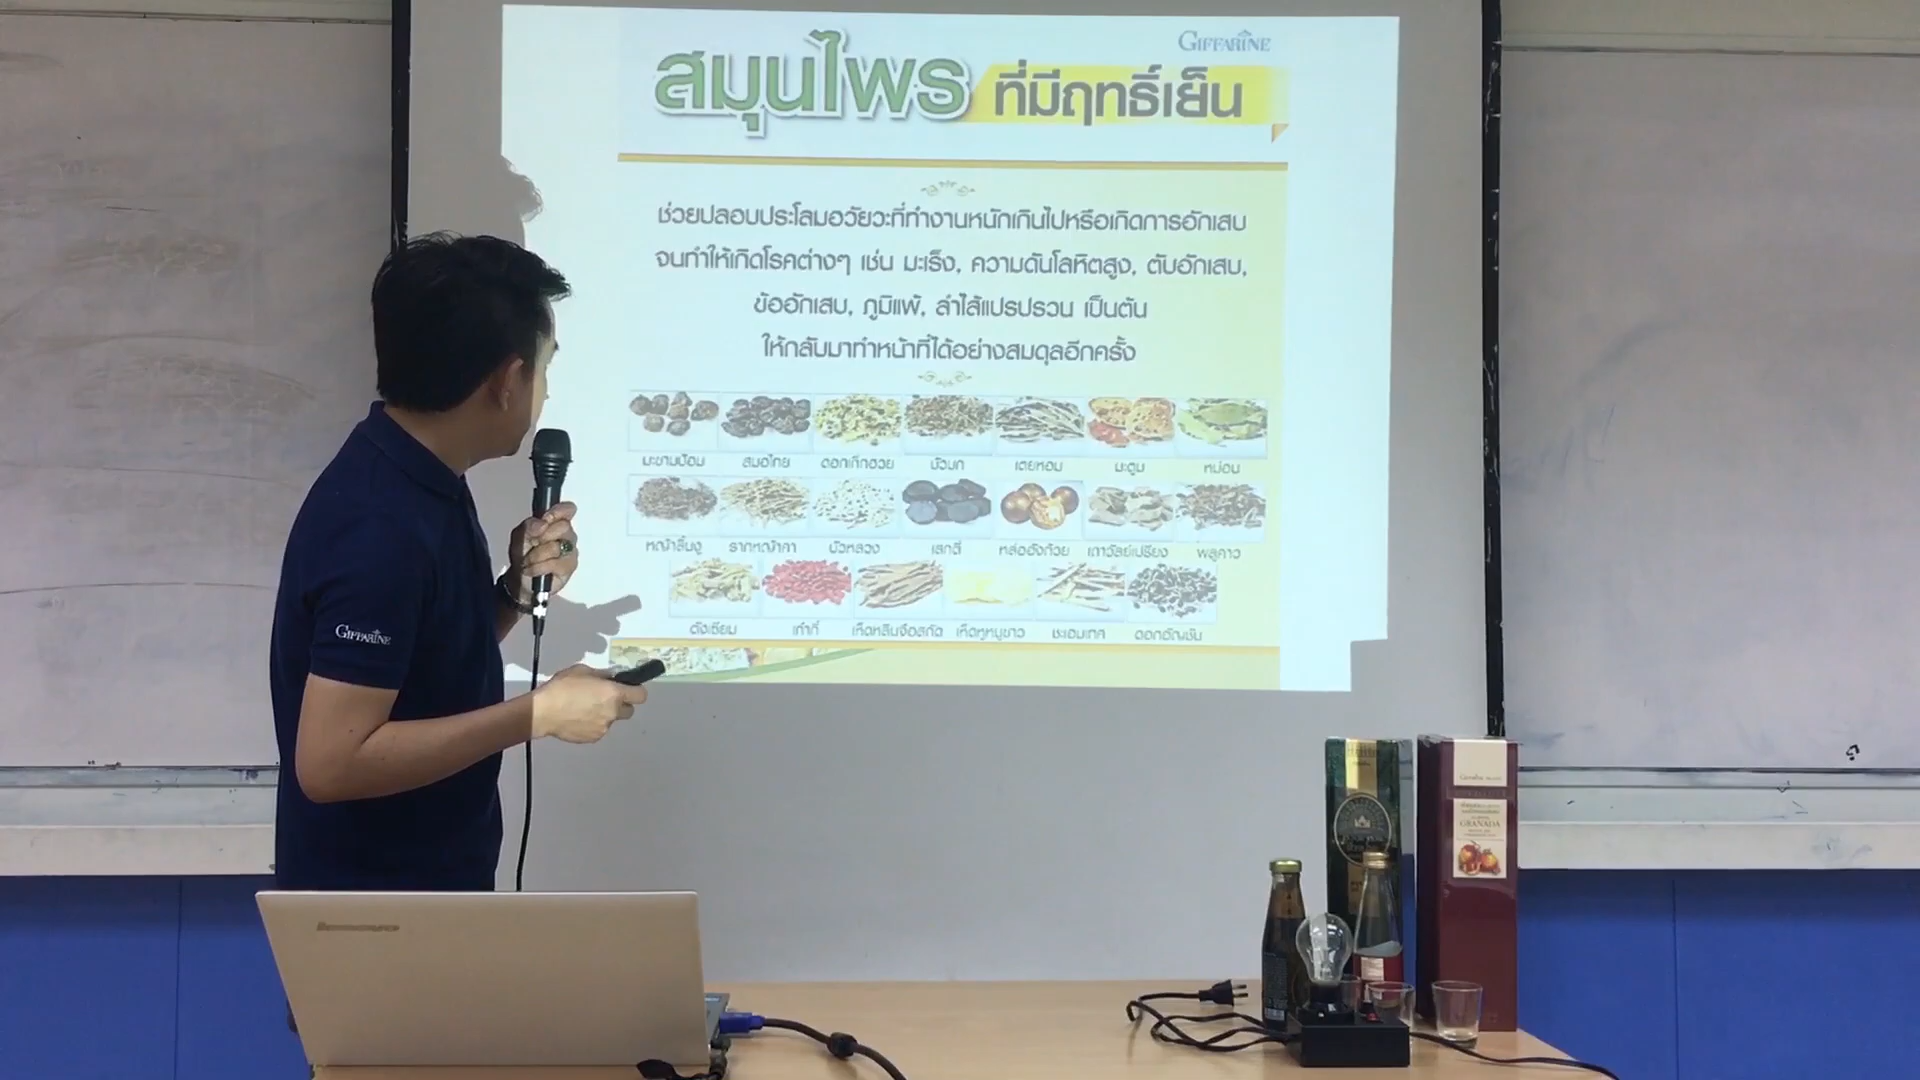 GIFFARINE
สมุนไพร ที่มีฤทธิ์เย็น
ช่วยปลอบประโลมอวัยวะที่ทำงานหนักเกินไปหรือเกิดการอักเสบ
จนทำให้เกิดโรคต่างๆ เช่น มะเร็ง, ความดันโลหิตสูง, ตับอักเสบ,
ข้ออักเสบ, ภูมิแพ้, ลำไส้แปรปรวน เป็นต้น
ให้กลับมาทำหน้าที่ได้อย่างสมดุลอีกครั้ง
มะขามป้อม สมอไทย ดอกเก๊กฮวย บัวบก เตยหอม มะตูม หม่อน
หญ้าลิ้นงู รากหญ้าคา บัวหลวง เสกตี่ หล่อฮังก้วย เถาวัลย์เปรียง พลูคาว
ตังเซียม เก๋ากี้ เห็ดหลินจือสกัด เห็ดหูหนูขาว ชะเอมเทศ ดอกอัญชัน
GIFFARINE
GRANADA
lenovo